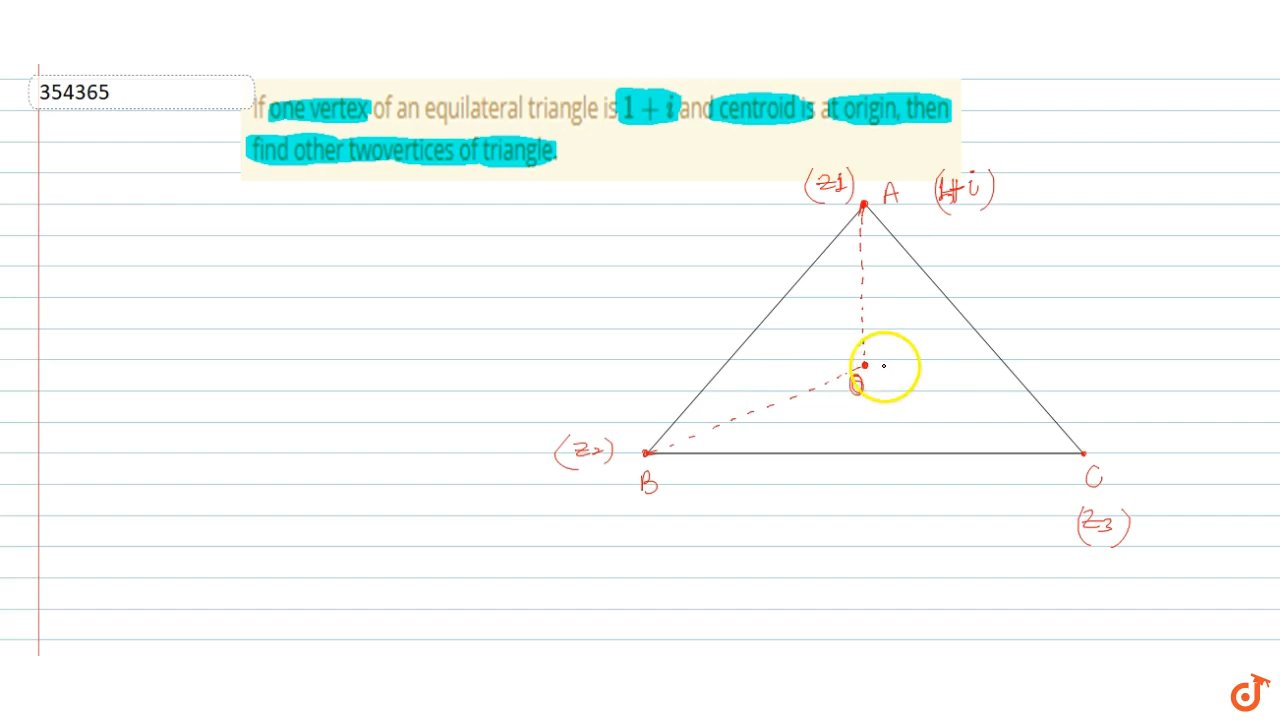 354365
If one vertex of an equilateral triangle is 1 + i and centroid is at origin, then
find other twovertices of triangle.
(z1) A (1+i)
O
(z2)
B
C
(z3)